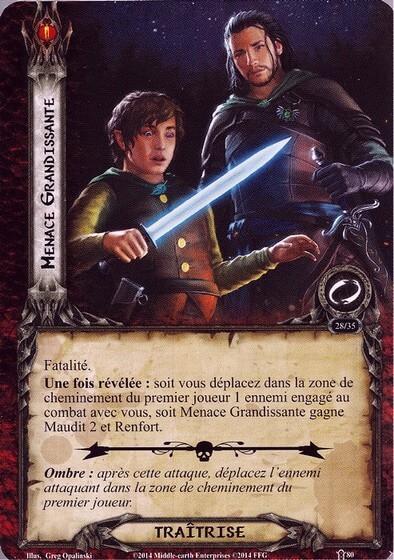 Menace Grandissante
28/35
Fatalité.
Une fois révélée : soit vous déplacez dans la zone de
cheminement du premier joueur 1 ennemi engagé au
combat avec vous, soit Menace Grandissante gagne
Maudit 2 et Renfort.
Ombre : après cette attaque, déplacez l'ennemi
attaquant dans la zone de cheminement du
premier joueur.
TRAÎTRISE
Illus. Greg Opalinski ©2014 Middle-earth Enterprises ©2014 FFG 80